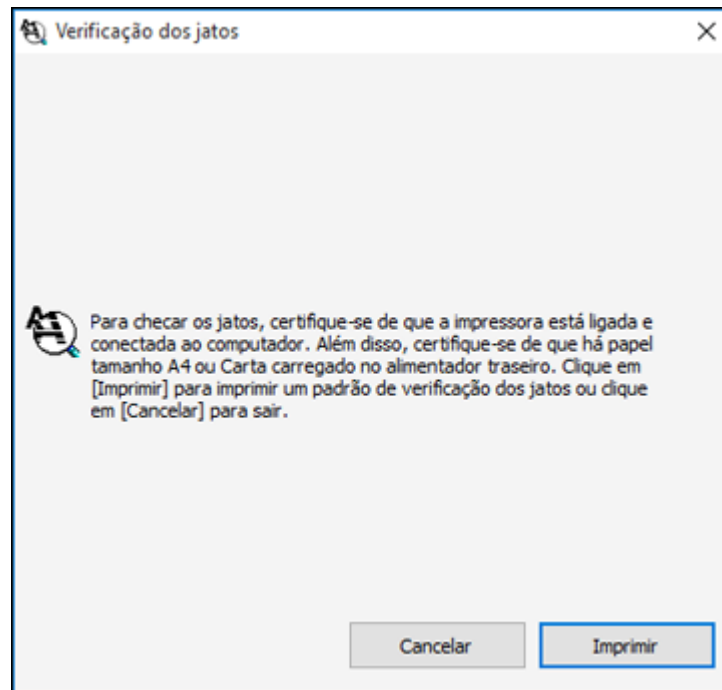 Verificação dos jatos
Para checar os jatos, certifique-se de que a impressora está ligada e
conectada ao computador. Além disso, certifique-se de que há papel
tamanho A4 ou Carta carregado no alimentador traseiro. Clique em
[Imprimir] para imprimir um padrão de verificação dos jatos ou clique
em [Cancelar] para sair.
Cancelar
Imprimir